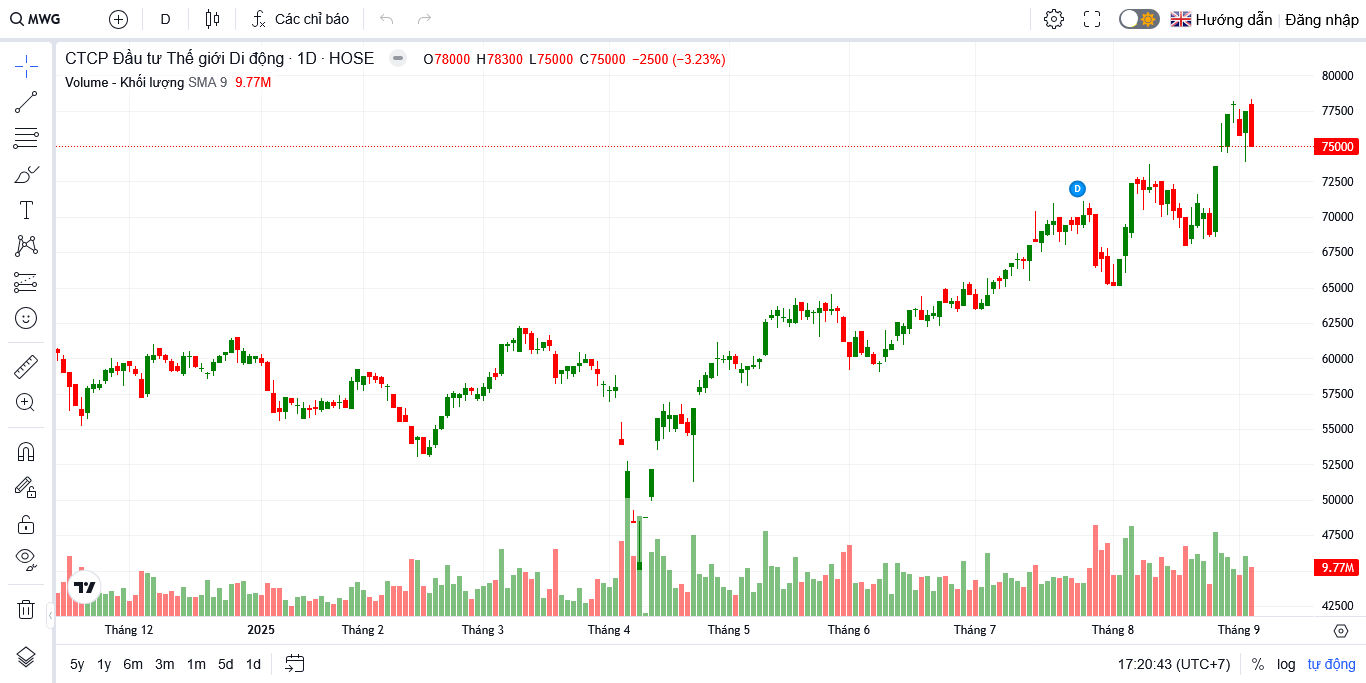 MWG D Các chỉ báo Hướng dẫn Đăng nhập
CTCP Đầu tư Thế giới Di động · 1D · HOSE O78000 H78300 L75000 C75000 −2500 (−3.23%)
Volume - Khối lượng SMA 9 9.77M
80000
77500
75000
72500
D
70000
67500
65000
62500
60000
57500
55000
52500
50000
47500
9.77M
42500
Tháng 12 2025 Tháng 2 Tháng 3 Tháng 4 Tháng 5 Tháng 6 Tháng 7 Tháng 8 Tháng 9
5y 1y 6m 3m 1m 5d 1d 17:20:43 (UTC+7) % log tự động